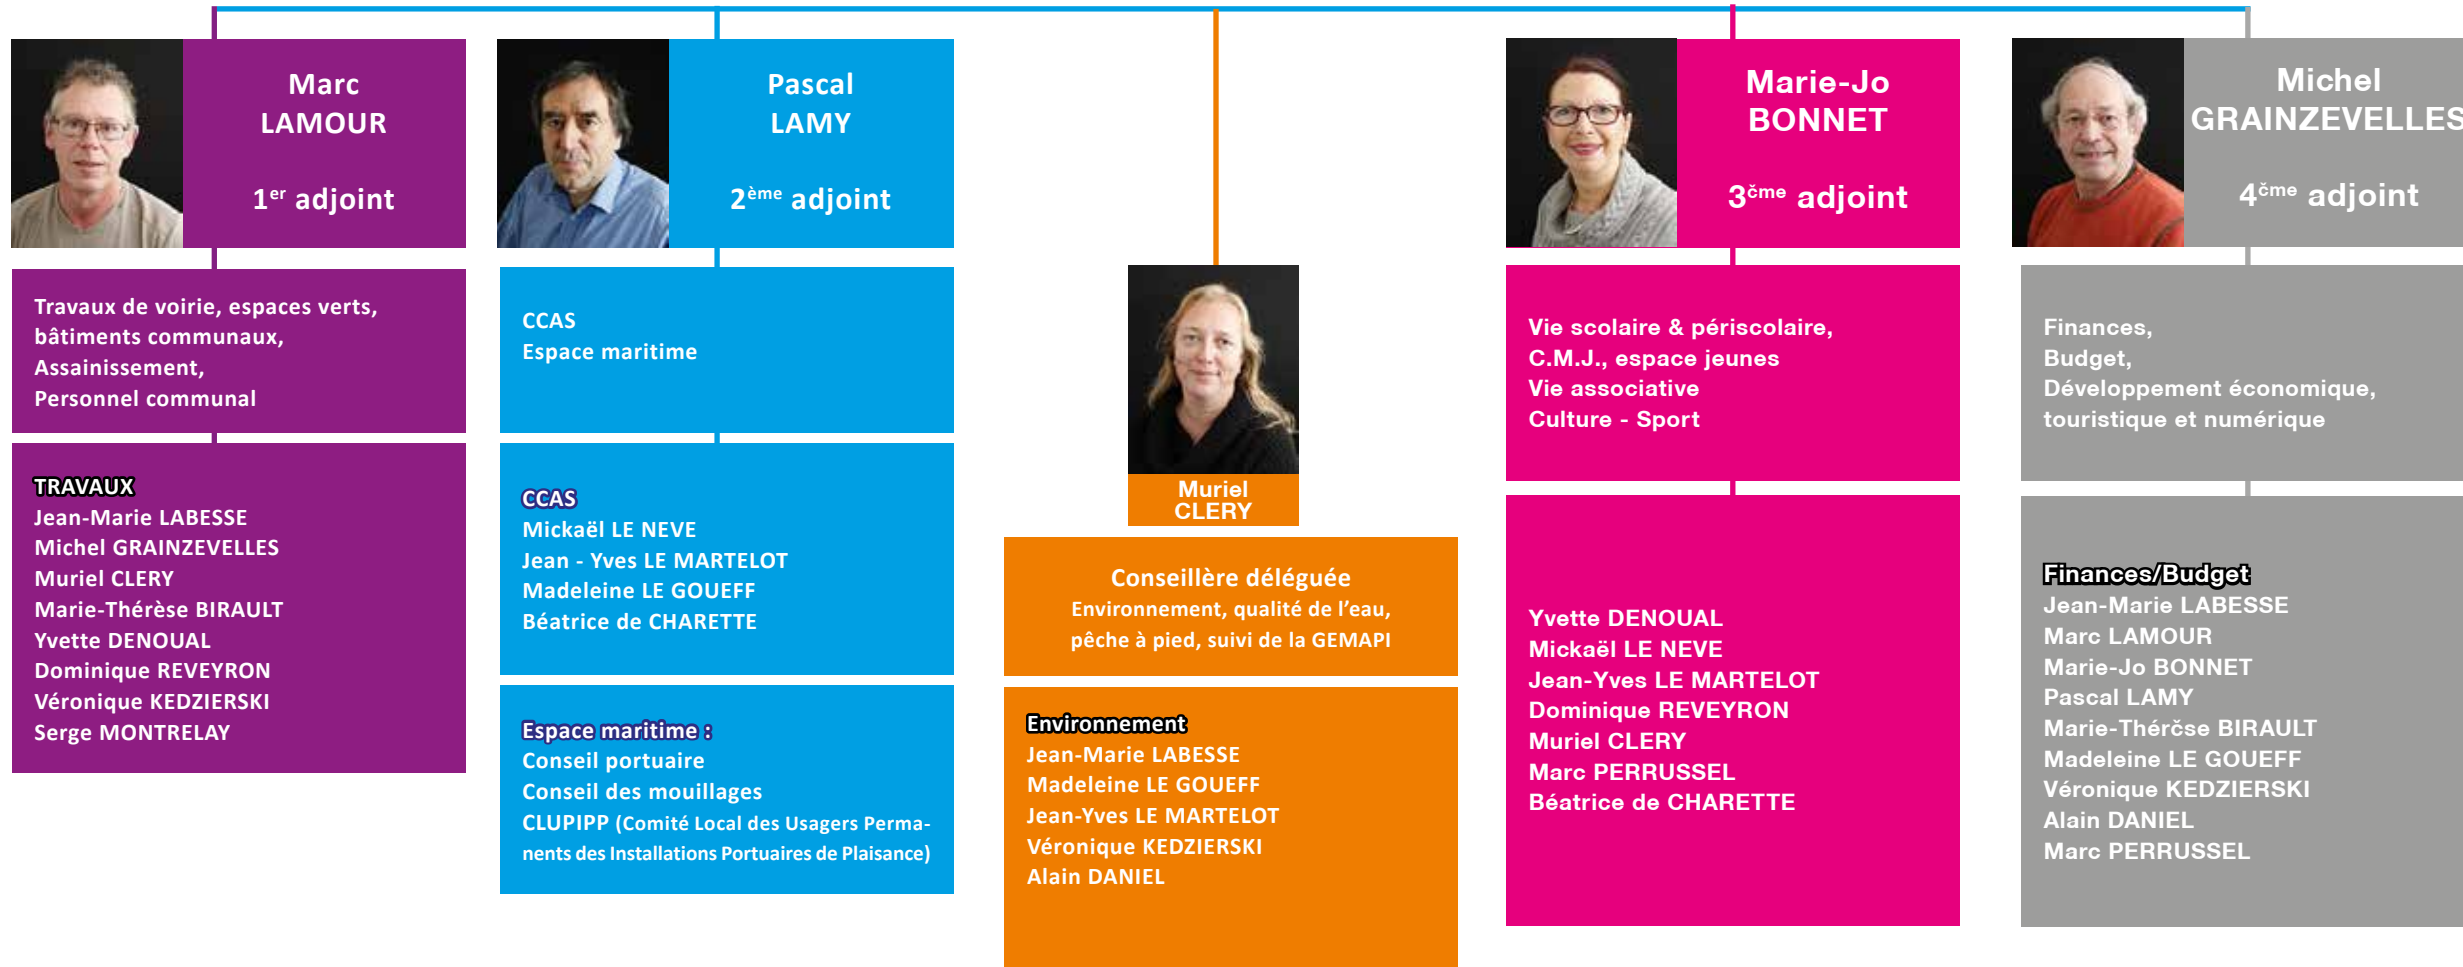 Marc
LAMOUR
1er adjoint
Travaux de voirie, espaces verts,
bâtiments communaux,
Assainissement,
Personnel communal
TRAVAUX
Jean-Marie LABESSE
Michel GRAINZEVELLES
Muriel CLERY
Marie-Thérèse BIRAULT
Yvette DENOUAL
Dominique REVEYRON
Véronique KEDZIERSKI
Serge MONTRELAY
Pascal
LAMY
2ème adjoint
CCAS
Espace maritime
CCAS
Mickaël LE NEVE
Jean - Yves LE MARTELOT
Madeleine LE GOUEFF
Béatrice de CHARETTE
Espace maritime :
Conseil portuaire
Conseil des mouillages
CLUPIPP (Comité Local des Usagers Perma-
nents des Installations Portuaires de Plaisance)
Muriel
CLERY
Conseillère déléguée
Environnement, qualité de l’eau,
pêche à pied, suivi de la GEMAPI
Environnement
Jean-Marie LABESSE
Madeleine LE GOUEFF
Jean-Yves LE MARTELOT
Véronique KEDZIERSKI
Alain DANIEL
Marie-Jo
BONNET
3čme adjoint
Vie scolaire & périscolaire,
C.M.J., espace jeunes
Vie associative
Culture - Sport
Yvette DENOUAL
Mickaël LE NEVE
Jean-Yves LE MARTELOT
Dominique REVEYRON
Muriel CLERY
Marc PERRUSSEL
Béatrice de CHARETTE
Michel
GRAINZEVELLES
4čme adjoint
Finances,
Budget,
Développement économique,
touristique et numérique
Finances/Budget
Jean-Marie LABESSE
Marc LAMOUR
Marie-Jo BONNET
Pascal LAMY
Marie-Thérčse BIRAULT
Madeleine LE GOUEFF
Véronique KEDZIERSKI
Alain DANIEL
Marc PERRUSSEL